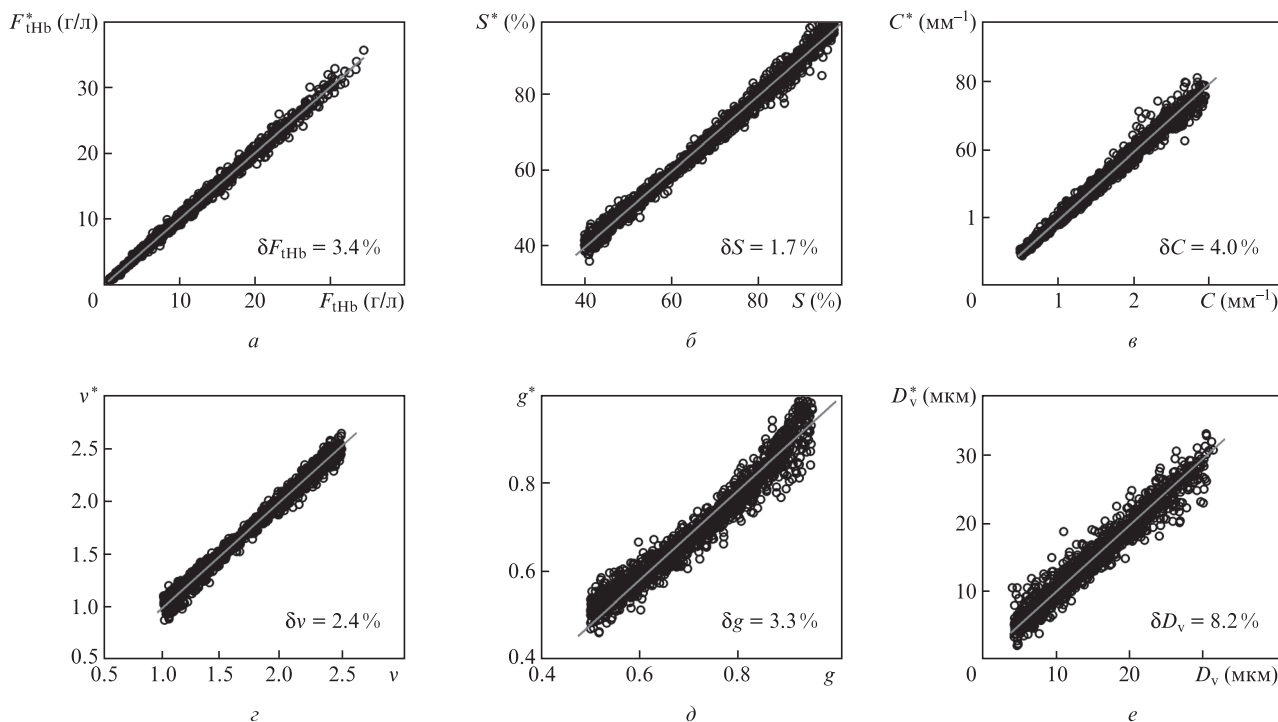 F*tHb (г/л)
30
20
10
0
10
20
FtHb (г/л)
δFtHb = 3.4 %
а
S* (%)
80
60
40
40
60
80
S (%)
δS = 1.7 %
б
C* (мм⁻¹)
80
60
1
0
1
2
C (мм⁻¹)
δC = 4.0 %
в
ν*
2.5
2.0
1.5
1.0
0.5
0.5
1.0
1.5
2.0
2.5
ν
δν = 2.4 %
г
g*
0.8
0.6
0.4
0.4
0.6
0.8
g
δg = 3.3 %
д
D*v (мкм)
30
20
10
0
10
20
Dv (мкм)
δDv = 8.2 %
е